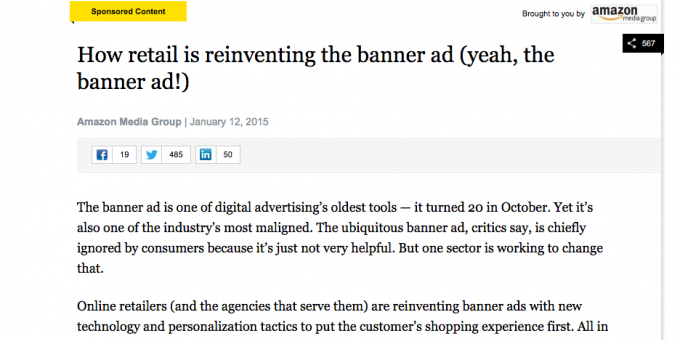 Sponsored Content
Brought to you by amazon
mediagroup
567
How retail is reinventing the banner ad (yeah, the
banner ad!)
Amazon Media Group | January 12, 2015
19 485 50
The banner ad is one of digital advertising's oldest tools — it turned 20 in October. Yet it's
also one of the industry's most maligned. The ubiquitous banner ad, critics say, is chiefly
ignored by consumers because it's just not very helpful. But one sector is working to change
that.
Online retailers (and the agencies that serve them) are reinventing banner ads with new
technology and personalization tactics to put the customer's shopping experience first. All in